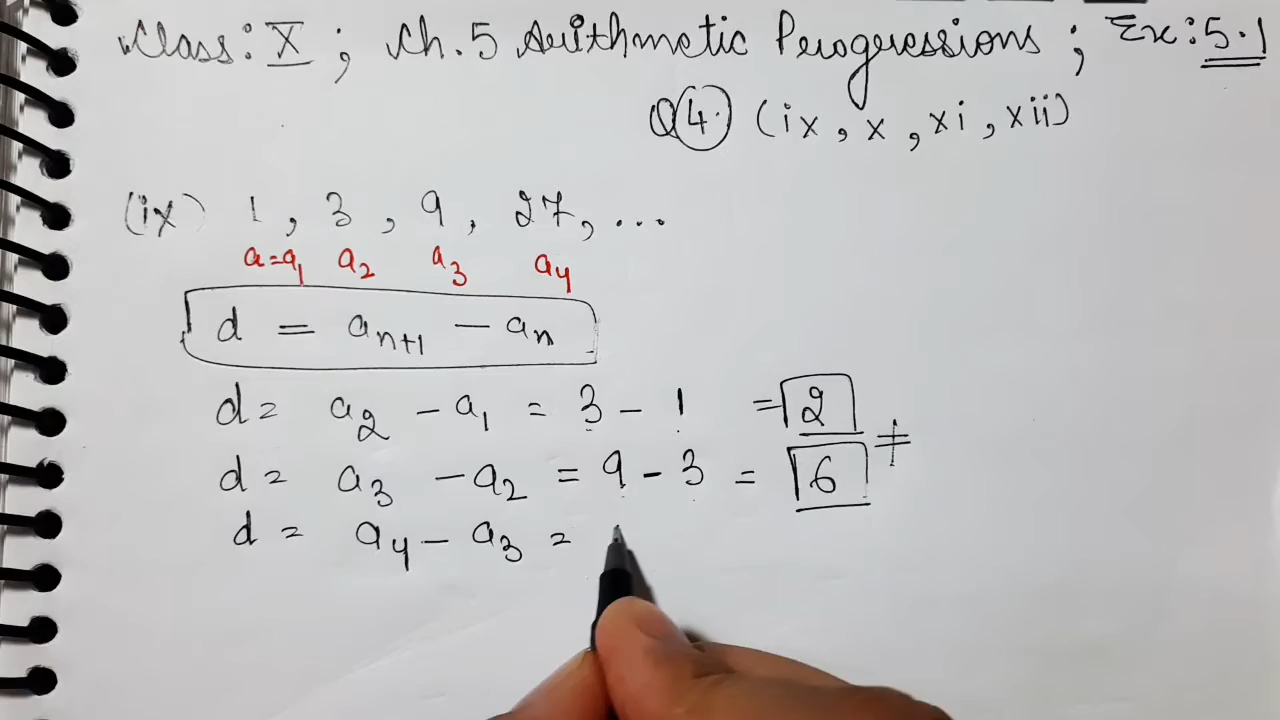 Class: X ; Ch. 5 Arithmetic Progressions ; Ex: 5.1
Q 4. (ix, x, xi, xii)
(ix) 1, 3, 9, 27, ...
a=a₁ a₂ a₃ a₄
d = aₙ₊₁ - aₙ
d = a₂ - a₁ = 3 - 1 = 2
≠
d = a₃ - a₂ = 9 - 3 = 6
d = a₄ - a₃ =